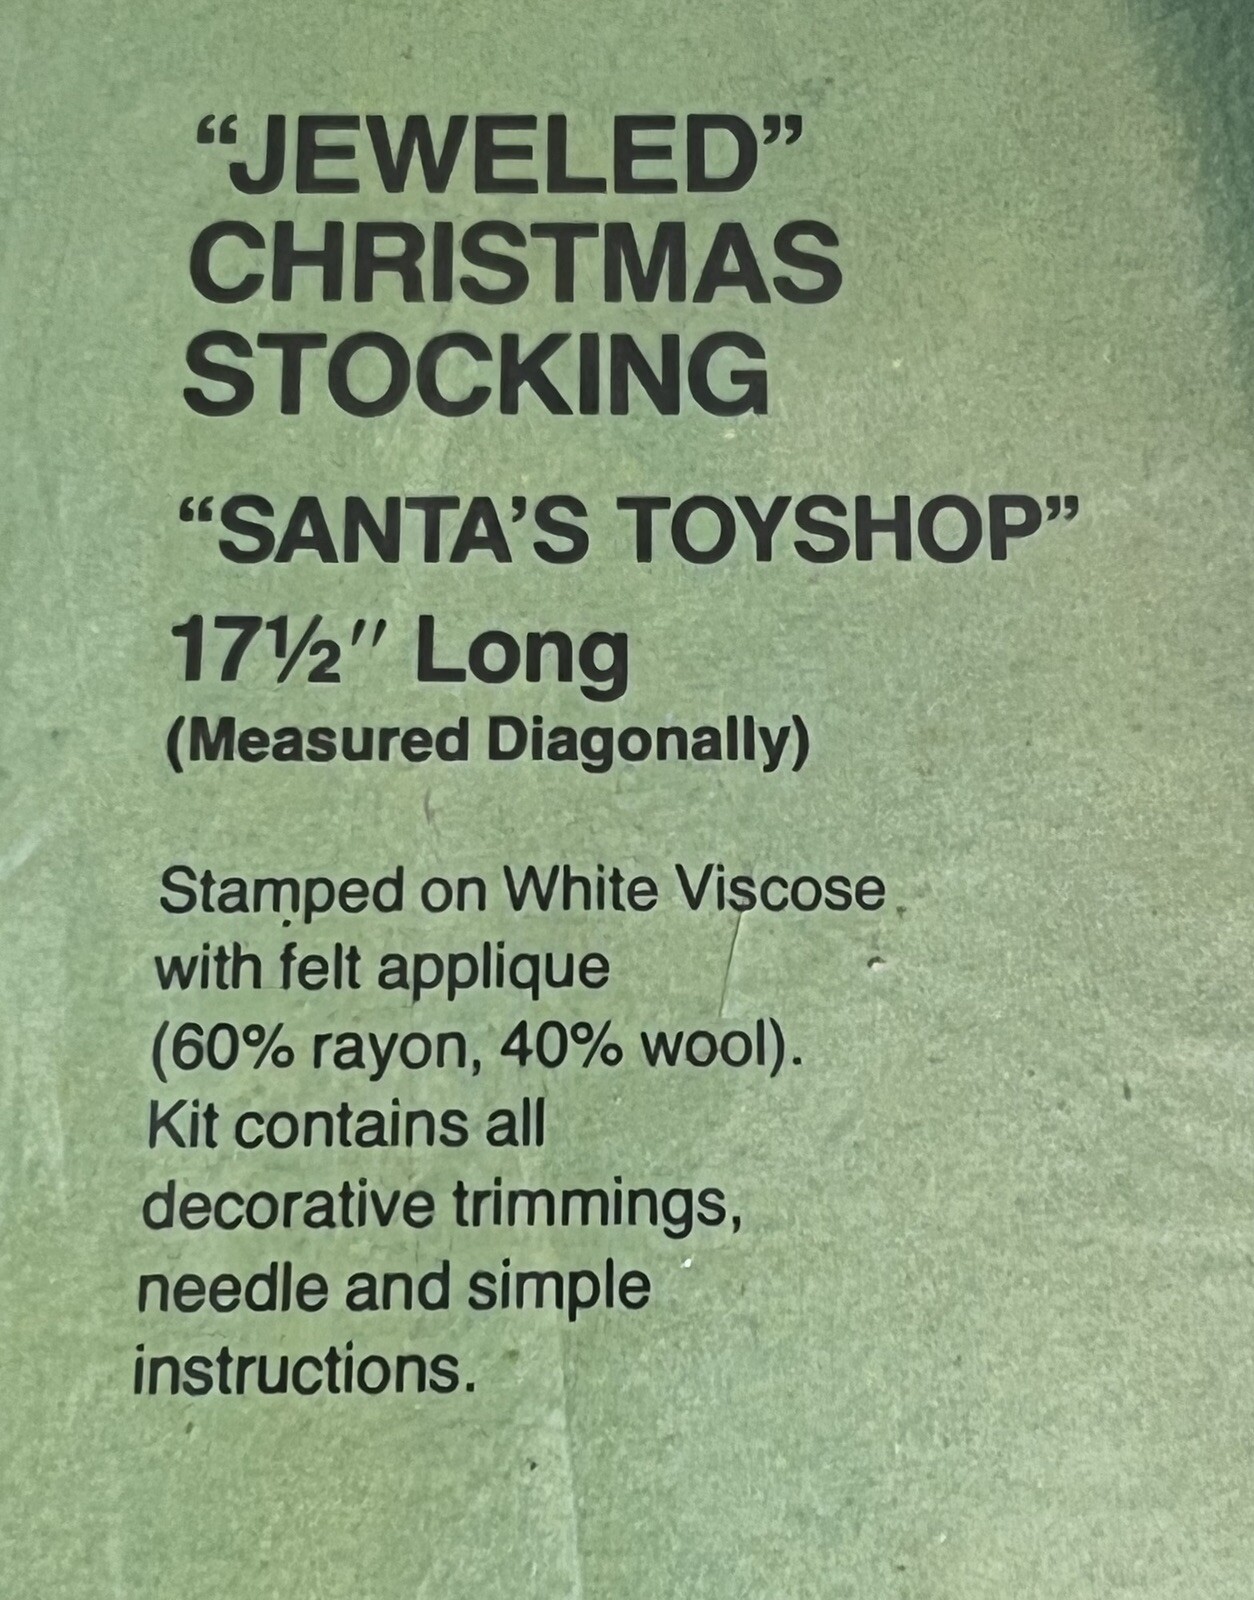 “JEWELED”
CHRISTMAS
STOCKING
“SANTA’S TOYSHOP”
17½″ Long
(Measured Diagonally)
Stamped on White Viscose
with felt applique
(60% rayon, 40% wool).
Kit contains all
decorative trimmings,
needle and simple
instructions.